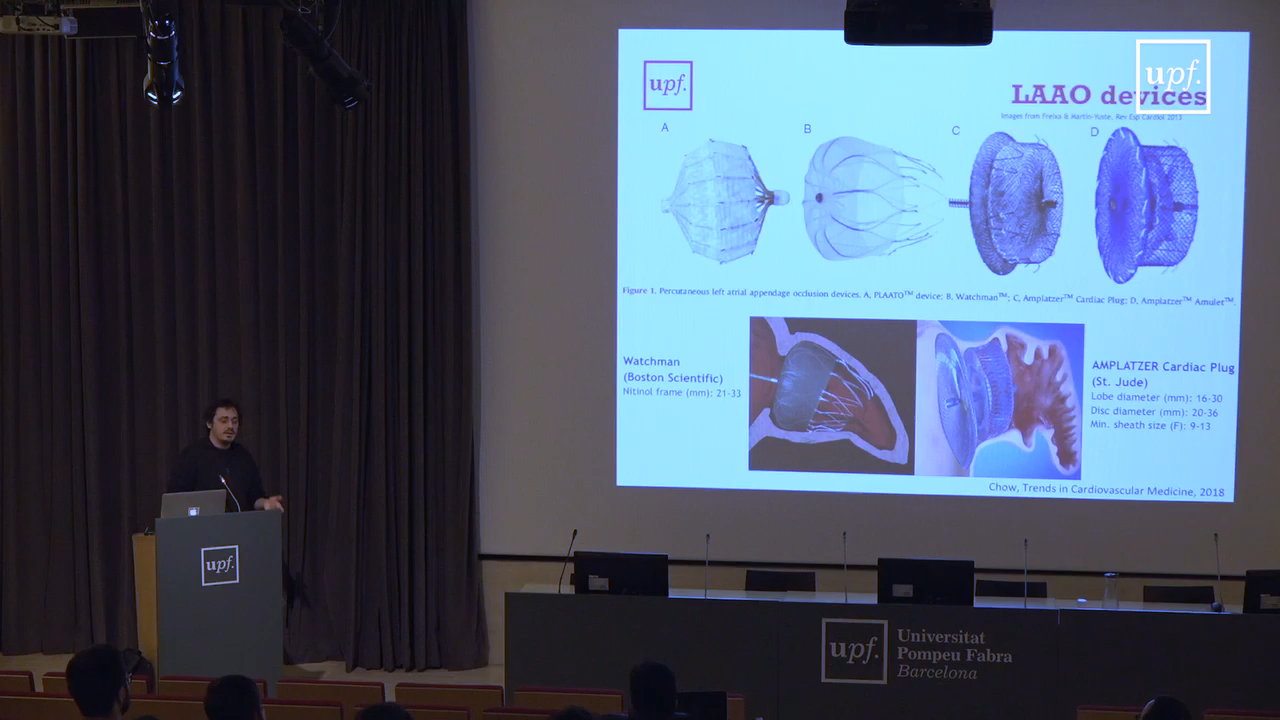 upf.
upf.
LAAO devices
Images from Freixa & Martin-Yuste, Rev Esp Cardiol 2013
A
B
C
D
Figure 1. Percutaneous left atrial appendage occlusion devices. A, PLAATO™ device; B. Watchman™; C, Amplatzer™ Cardiac Plug; D, Amplatzer™ Amulet™.
Watchman
(Boston Scientific)
Nitinol frame (mm): 21-33
AMPLATZER Cardiac Plug
(St. Jude)
Lobe diameter (mm): 16-30
Disc diameter (mm): 20-36
Min. sheath size (F): 9-13
Chow, Trends in Cardiovascular Medicine, 2018
upf.
upf.
Universitat
Pompeu Fabra
Barcelona